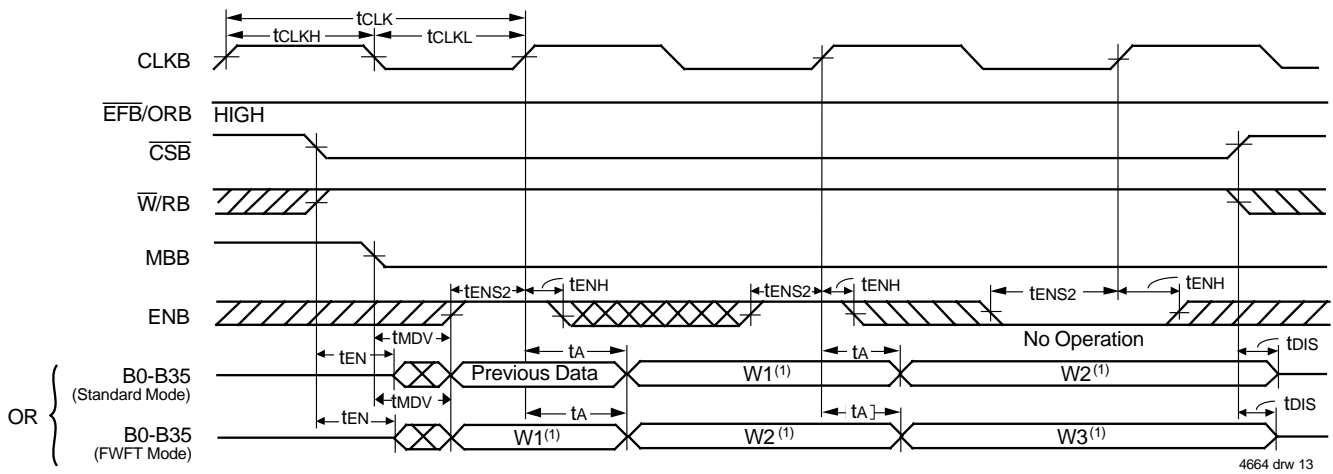 tCLK
tCLKH tCLKL
CLKB
EFB/ORB HIGH
CSB
W/RB
MBB
tENS2 tENH tENS2 tENH tENS2 tENH
ENB
tMDV No Operation
tEN tA tA tDIS
B0-B35 Previous Data W1(1) W2(1)
(Standard Mode)
OR
tMDV
tEN tA tA] tDIS
B0-B35 W1(1) W2(1) W3(1)
(FWFT Mode)
4664 drw 13